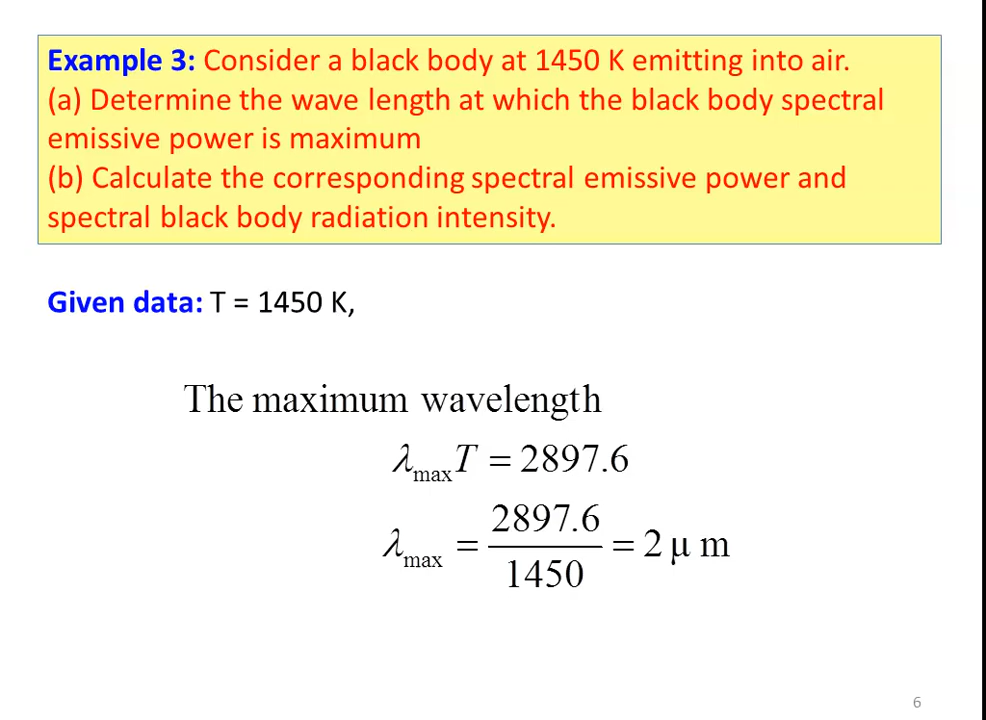 Example 3: Consider a black body at 1450 K emitting into air.
(a) Determine the wave length at which the black body spectral
emissive power is maximum
(b) Calculate the corresponding spectral emissive power and
spectral black body radiation intensity.
Given data: T = 1450 K,
The maximum wavelength
λmax T = 2897.6
λmax = 2897.6 / 1450 = 2 μ m
6